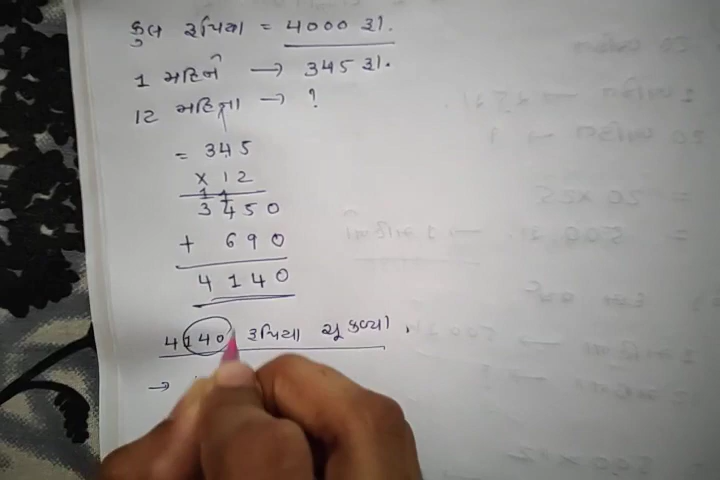 કુલ રૂપિયા = 4000 રૂ।.
1 મહિને → 345 રૂ।.
12 મહિના → ?
= 345
x 12
1 1
3450
+ 690
4140
4140 રૂપિયા ચૂકવ્યા.
→